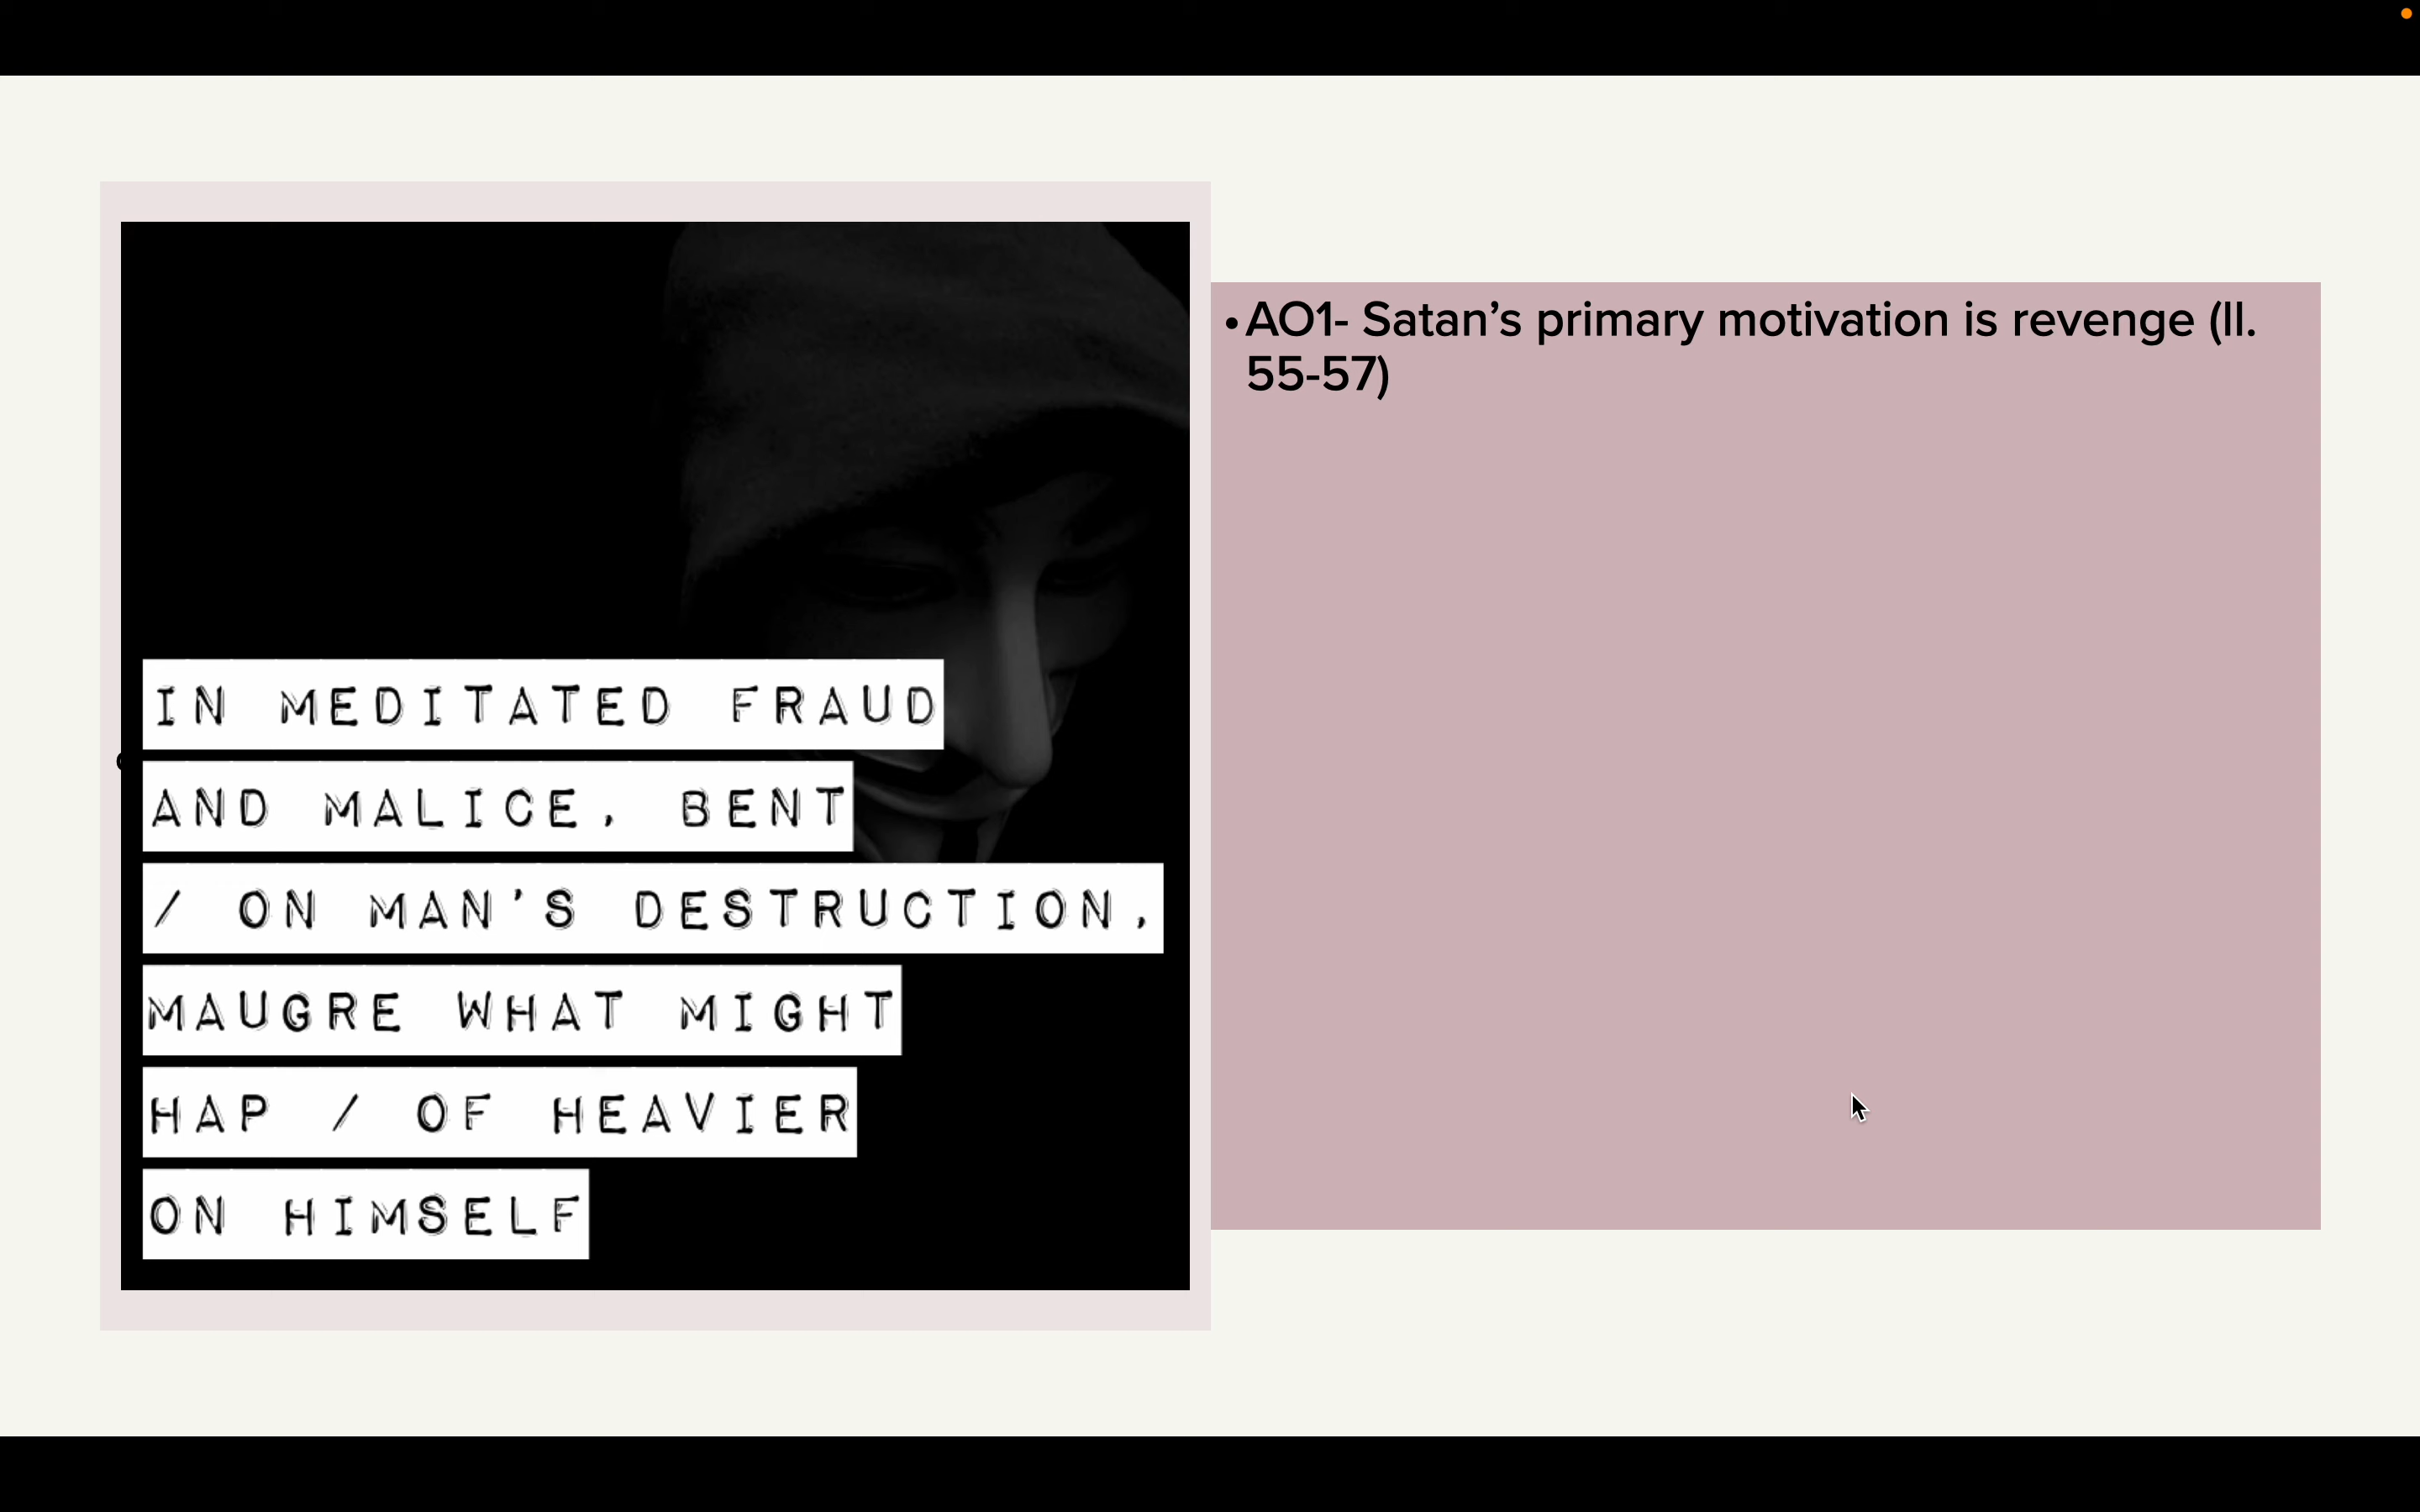 IN MEDITATED FRAUD
AND MALICE, BENT
/ ON MAN'S DESTRUCTION,
MAUGRE WHAT MIGHT
HAP / OF HEAVIER
ON HIMSELF
•AO1- Satan’s primary motivation is revenge (ll.
55-57)